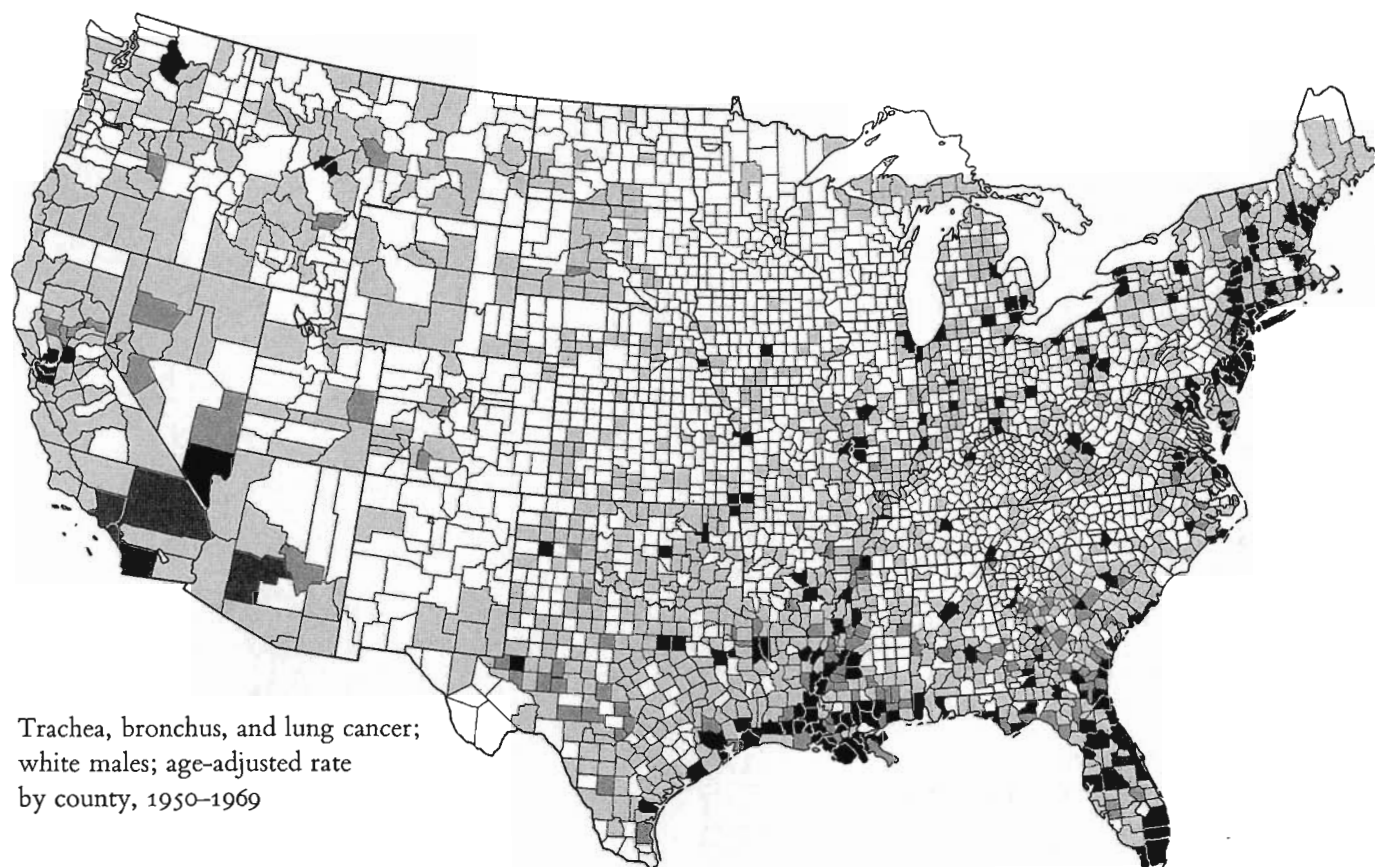 Trachea, bronchus, and lung cancer;
white males; age-adjusted rate
by county, 1950–1969